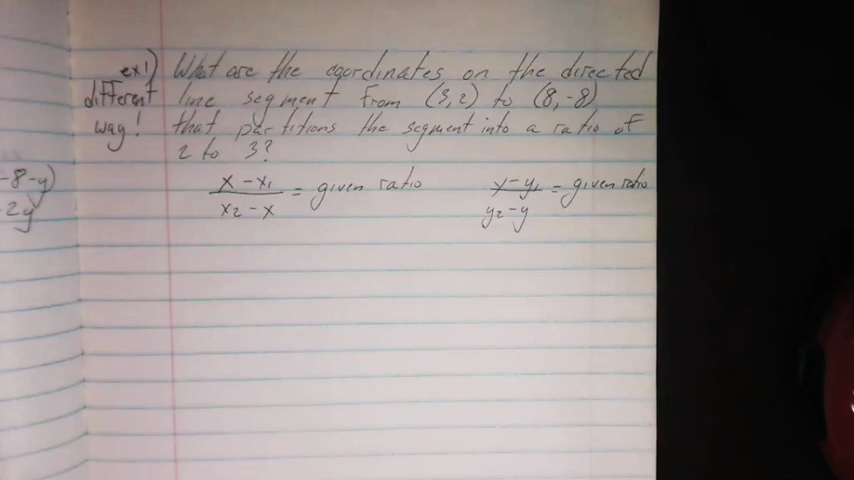 ex!) What are the coordinates on the directed
different line segment from (3,2) to (8,-8)
way! that partitions the segment into a ratio of
2 to 3?
-8-y)
2y
x - x₁ / x₂ - x = given ratio
y - y₁ / y₂ - y = given ratio